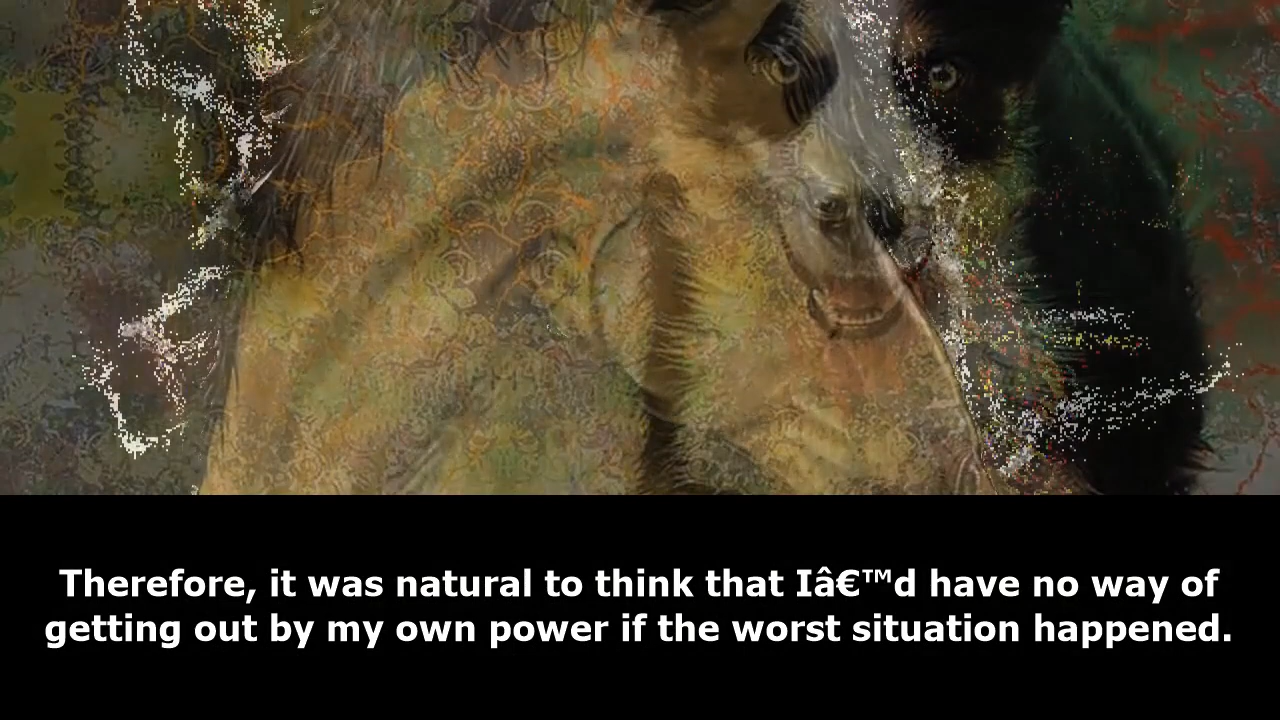 Therefore, it was natural to think that Iâ€™d have no way of
getting out by my own power if the worst situation happened.